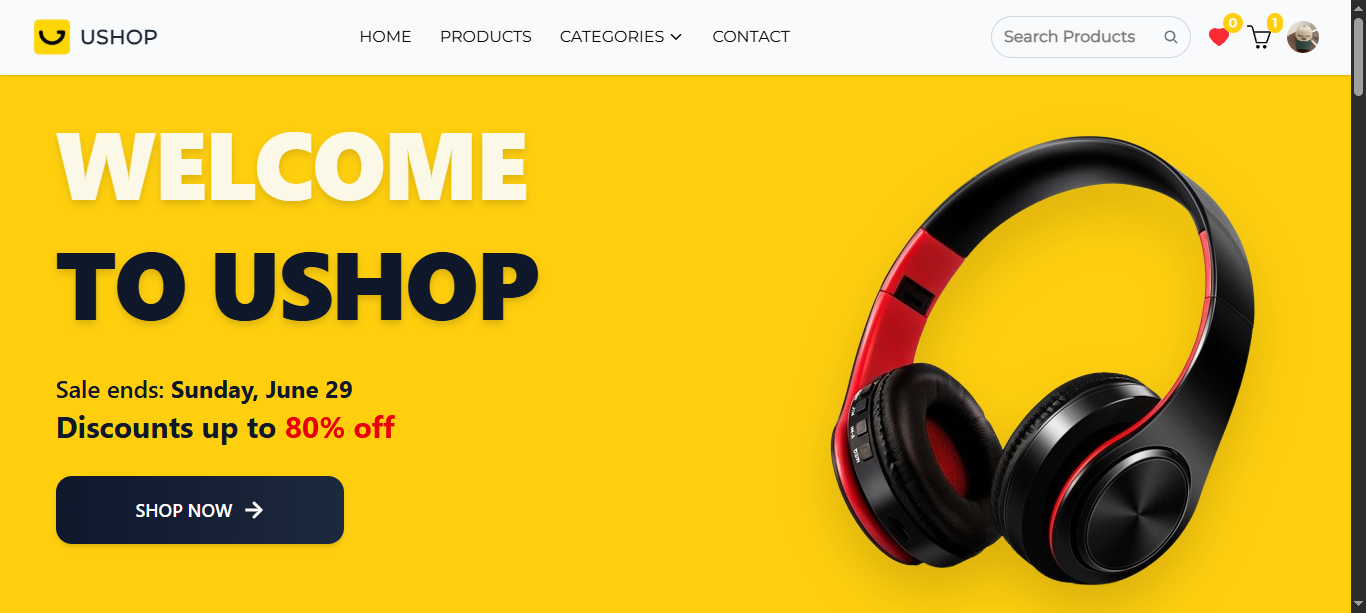 USHOP
HOME PRODUCTS CATEGORIES CONTACT
Search Products
0
1
WELCOME
TO USHOP
Sale ends: Sunday, June 29
Discounts up to 80% off
SHOP NOW